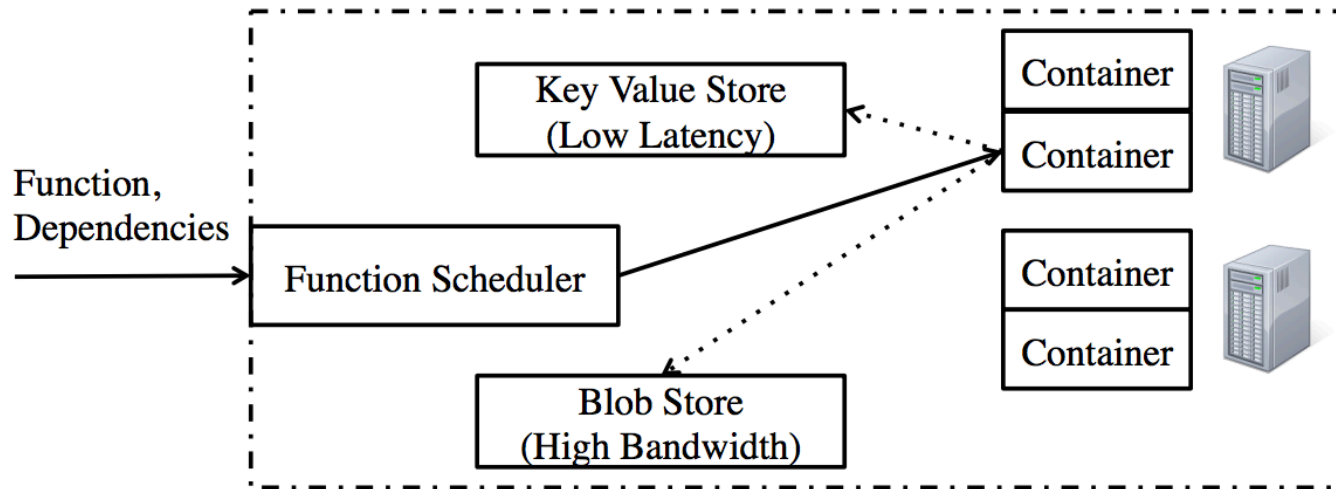 Function,
Dependencies
Function Scheduler
Key Value Store
(Low Latency)
Blob Store
(High Bandwidth)
Container
Container
Container
Container